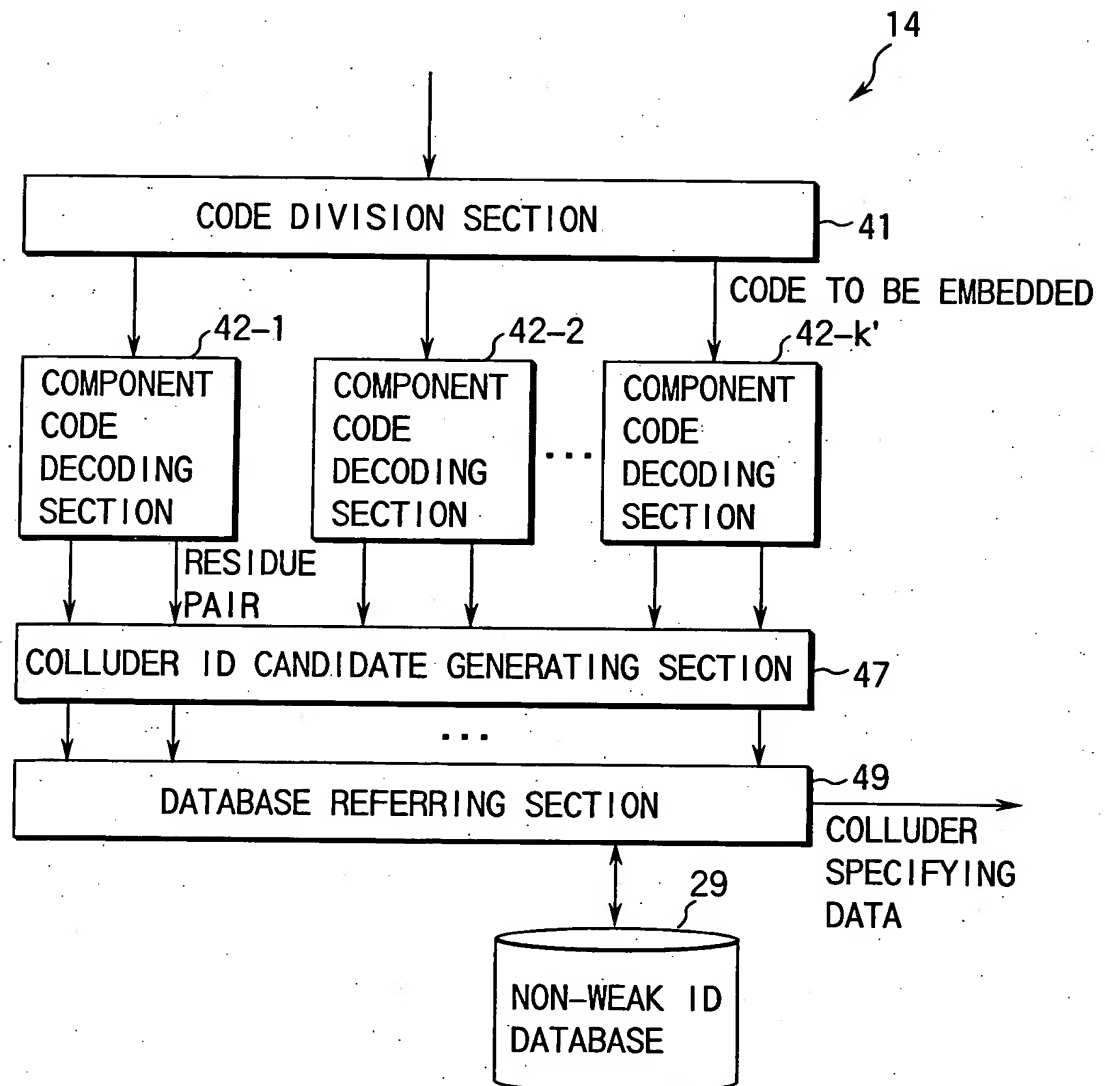 14
CODE DIVISION SECTION
41
CODE TO BE EMBEDDED
42-1
42-2
42-k'
COMPONENT
CODE
DECODING
SECTION
COMPONENT
CODE
DECODING
SECTION
...
COMPONENT
CODE
DECODING
SECTION
RESIDUE
PAIR
COLLUDER ID CANDIDATE GENERATING SECTION
47
...
DATABASE REFERRING SECTION
49
COLLUDER
SPECIFYING
DATA
29
NON-WEAK ID
DATABASE